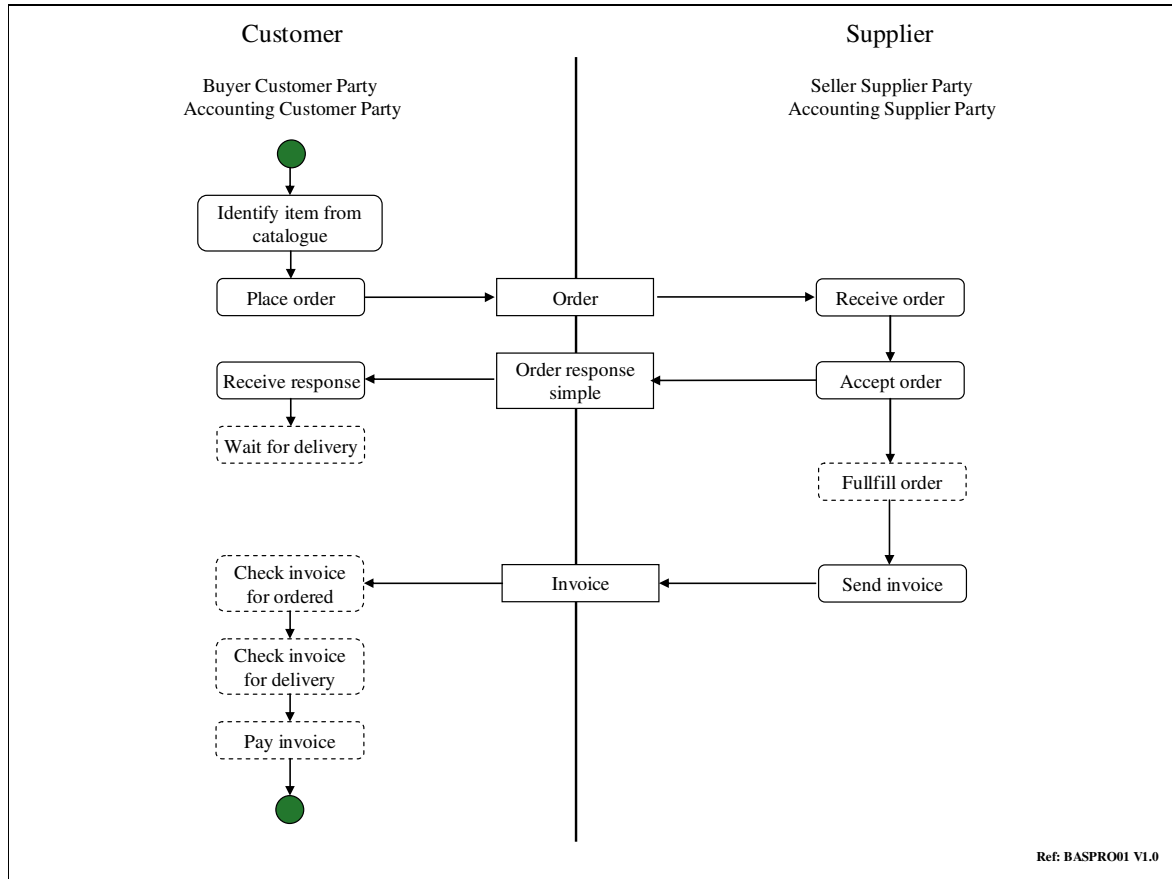 Customer
Supplier
Buyer Customer Party
Accounting Customer Party
Seller Supplier Party
Accounting Supplier Party
Identify item from
catalogue
Place order
Order
Receive order
Receive response
Order response
simple
Accept order
Wait for delivery
Fullfill order
Check invoice
for ordered
Invoice
Send invoice
Check invoice
for delivery
Pay invoice
Ref: BASPRO01 V1.0